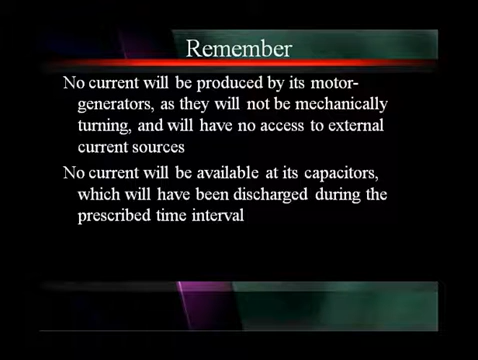 Remember
No current will be produced by its motor-
generators, as they will not be mechanically
turning, and will have no access to external
current sources
No current will be available at its capacitors,
which will have been discharged during the
prescribed time interval